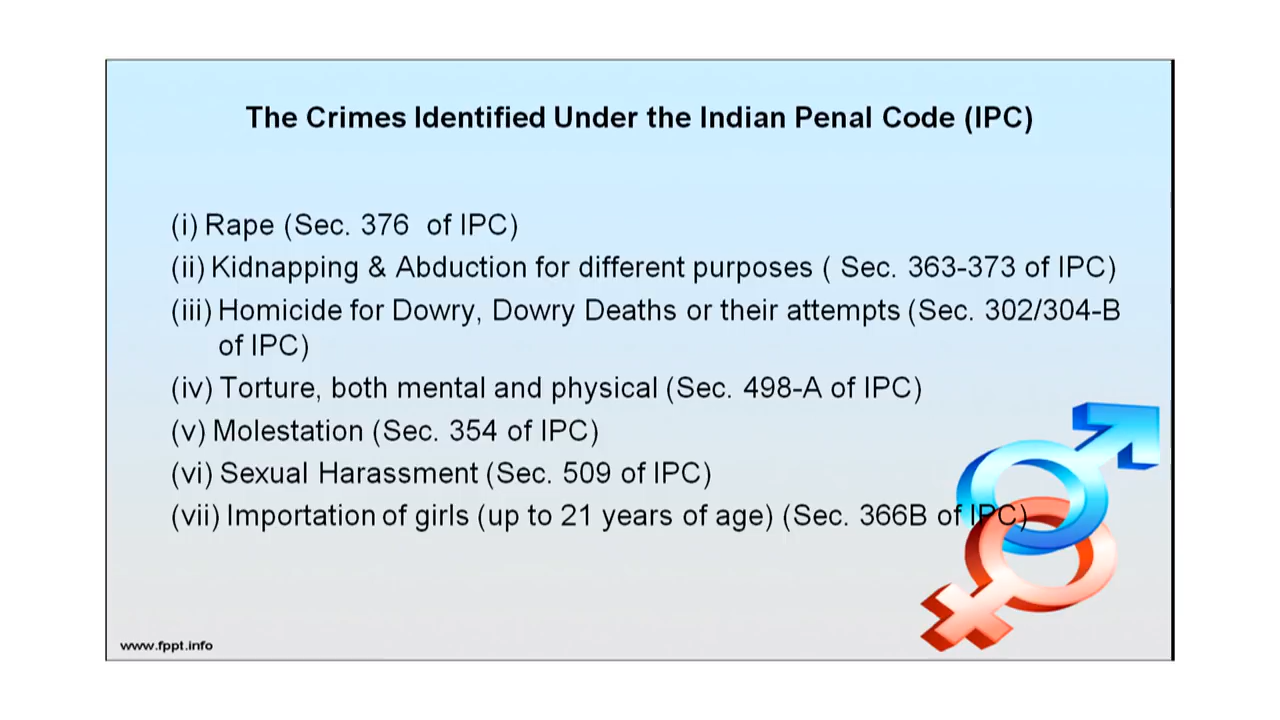 The Crimes Identified Under the Indian Penal Code (IPC)
(i) Rape (Sec. 376 of IPC)
(ii) Kidnapping & Abduction for different purposes ( Sec. 363-373 of IPC)
(iii) Homicide for Dowry, Dowry Deaths or their attempts (Sec. 302/304-B
of IPC)
(iv) Torture, both mental and physical (Sec. 498-A of IPC)
(v) Molestation (Sec. 354 of IPC)
(vi) Sexual Harassment (Sec. 509 of IPC)
(vii) Importation of girls (up to 21 years of age) (Sec. 366B of IPC)
www.fppt.info